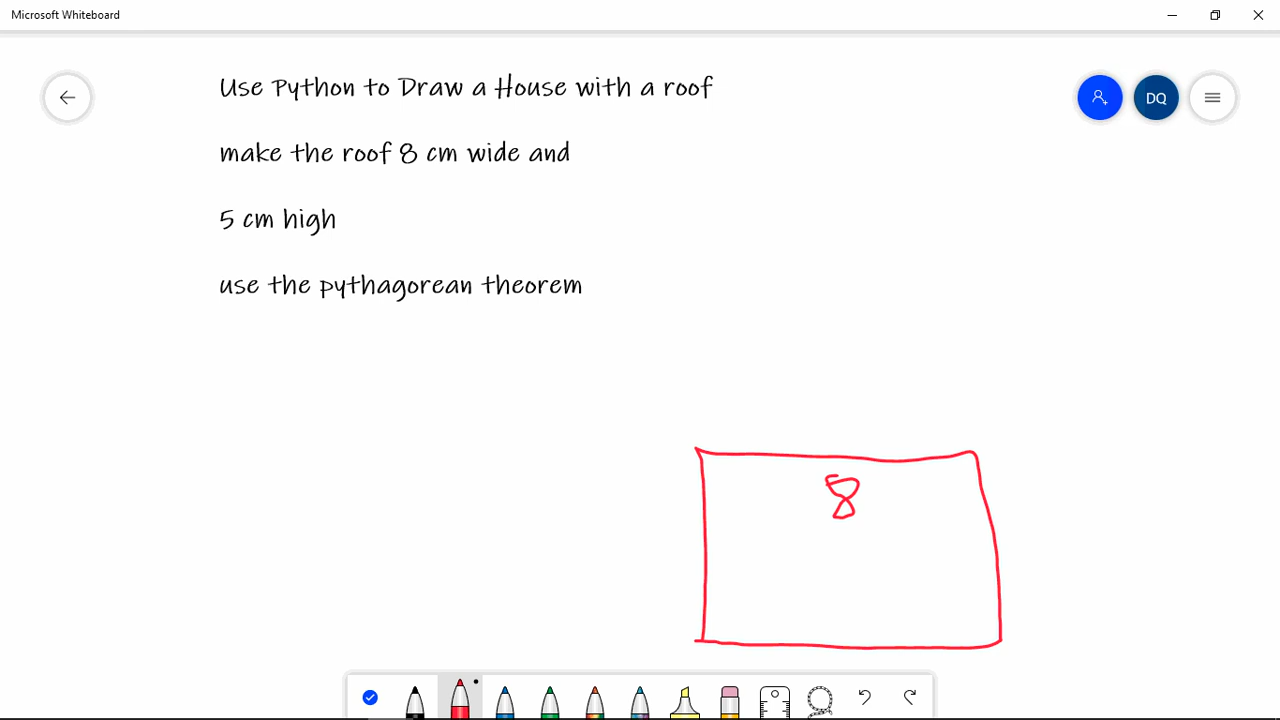 Microsoft Whiteboard
Use Python to Draw a House with a roof
DQ
make the roof 8 cm wide and
5 cm high
use the pythagorean theorem
8